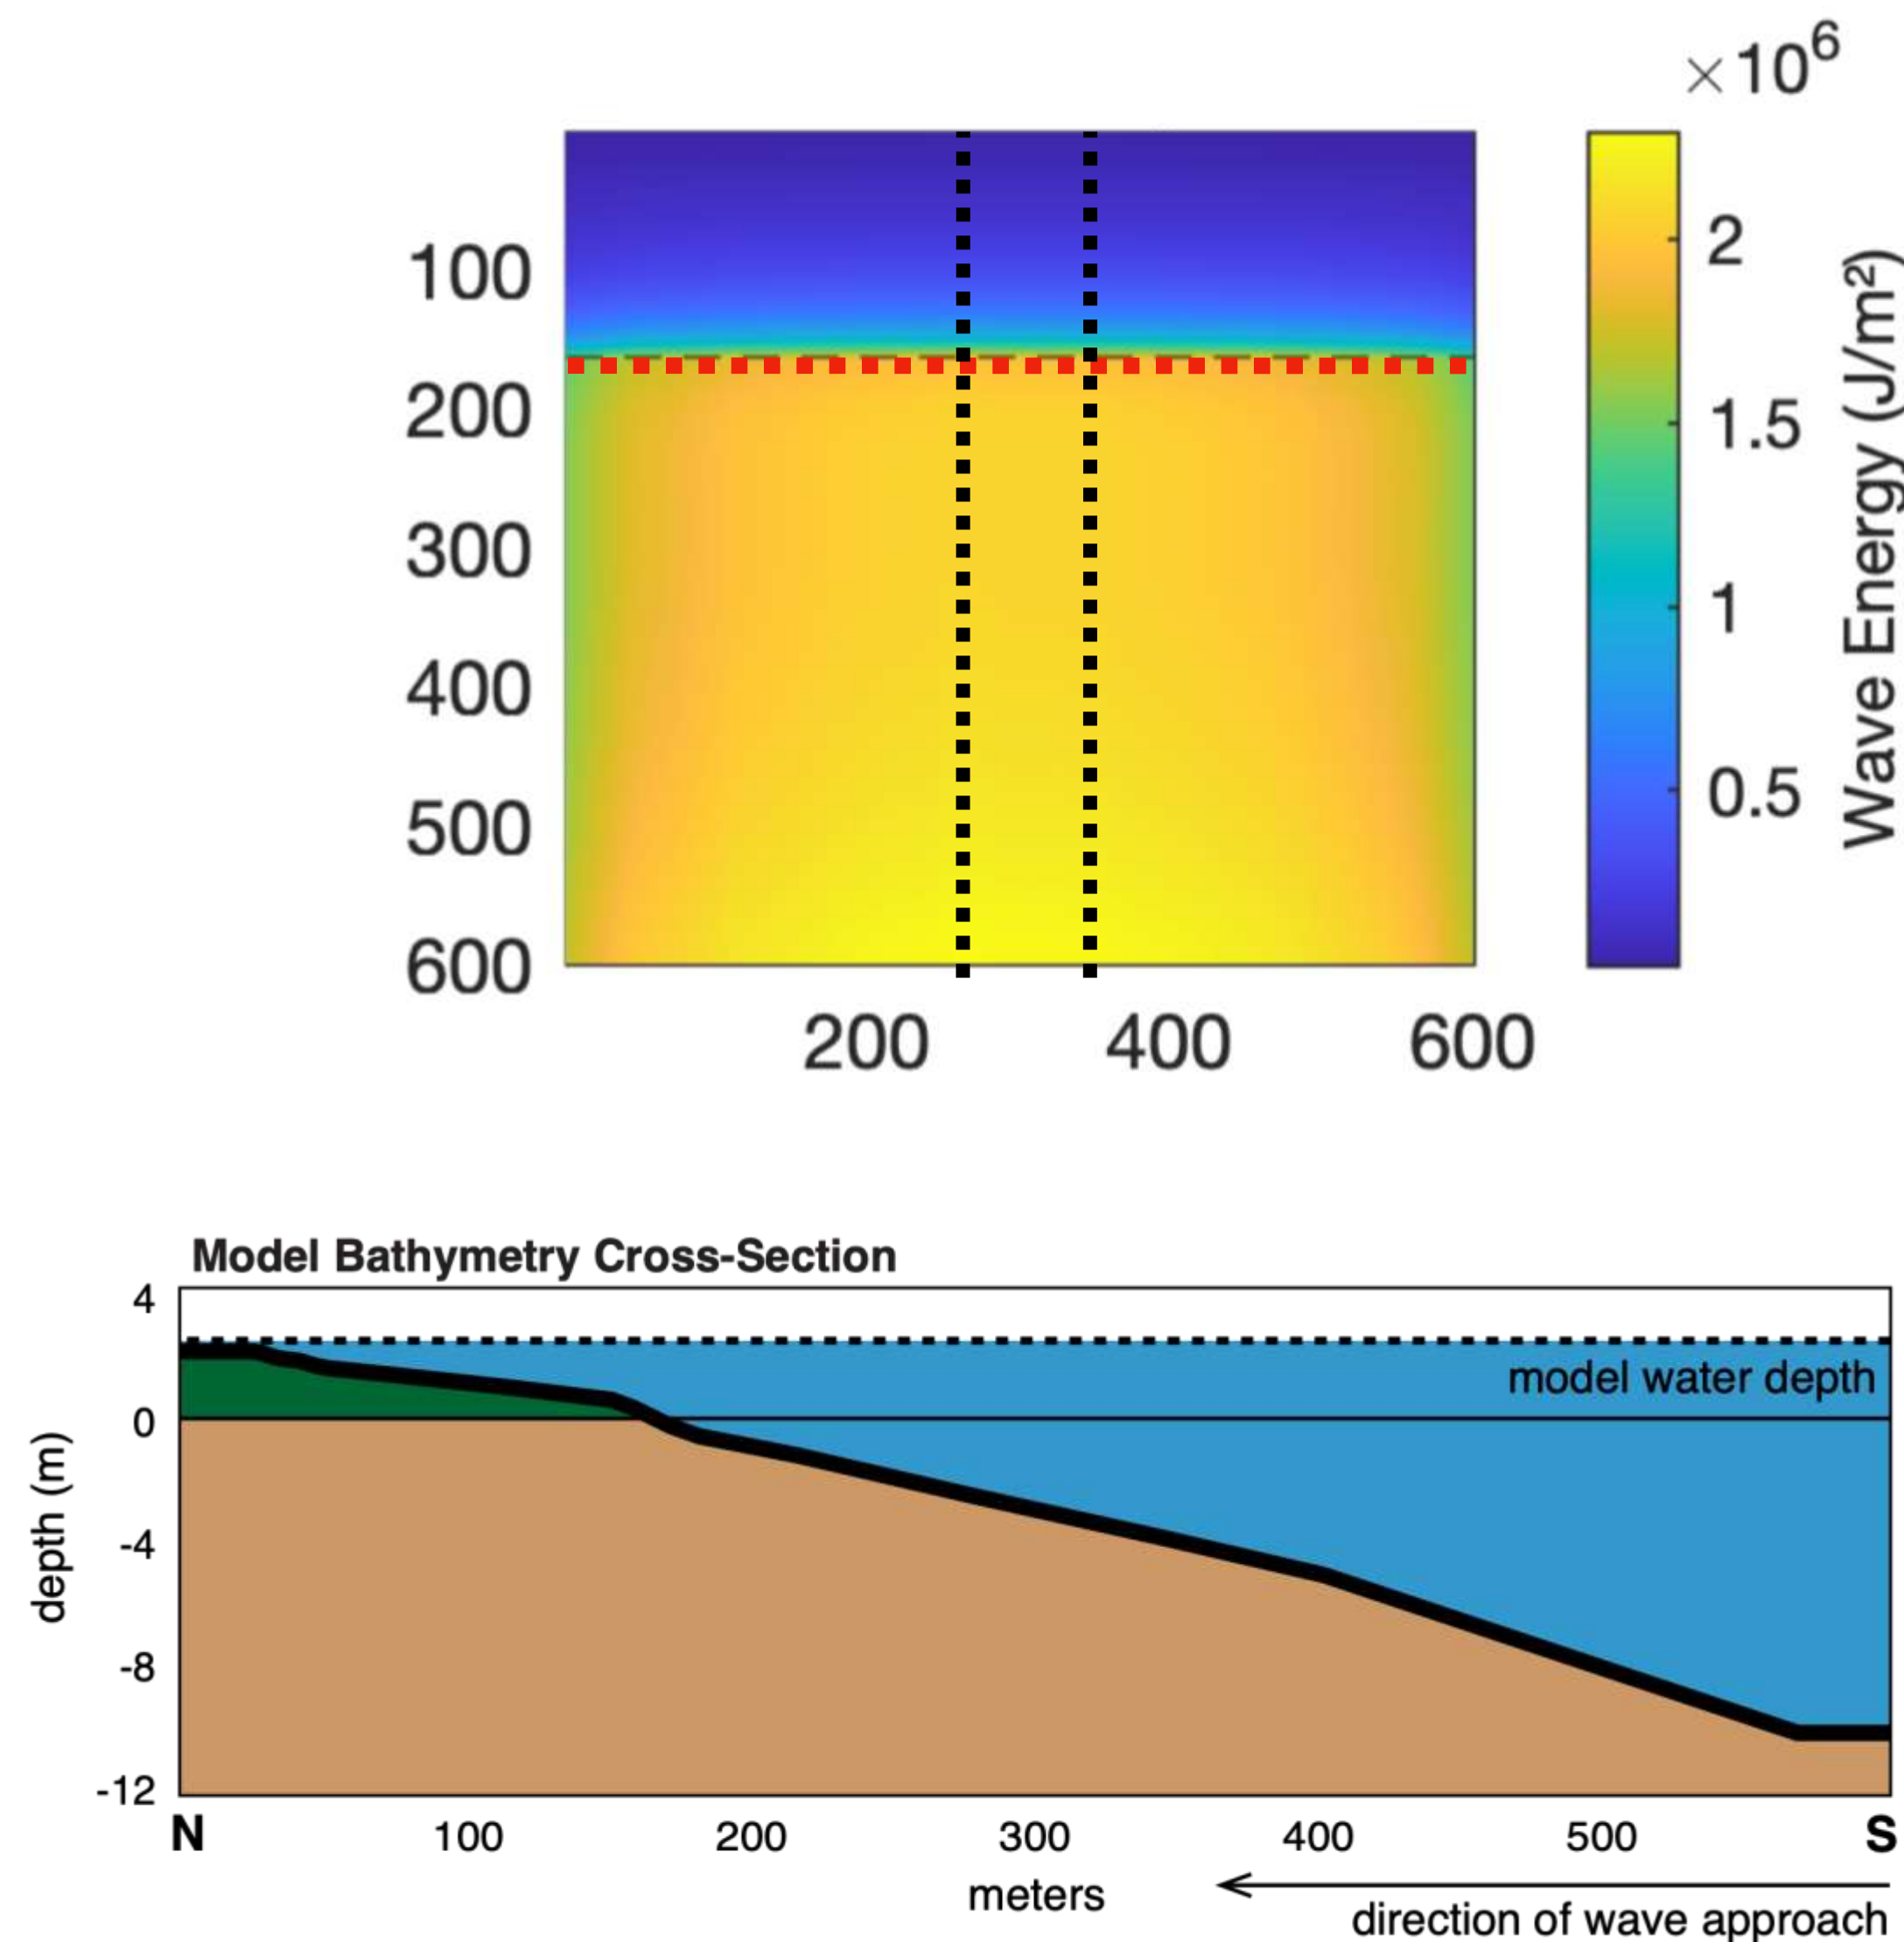 ×10⁶
100
200
300
400
500
600
200 400 600
2
1.5
1
0.5
Wave Energy (J/m²)
Model Bathymetry Cross-Section
4
0
-4
-8
-12
depth (m)
model water depth
N 100 200 300 400 500 S
meters
direction of wave approach